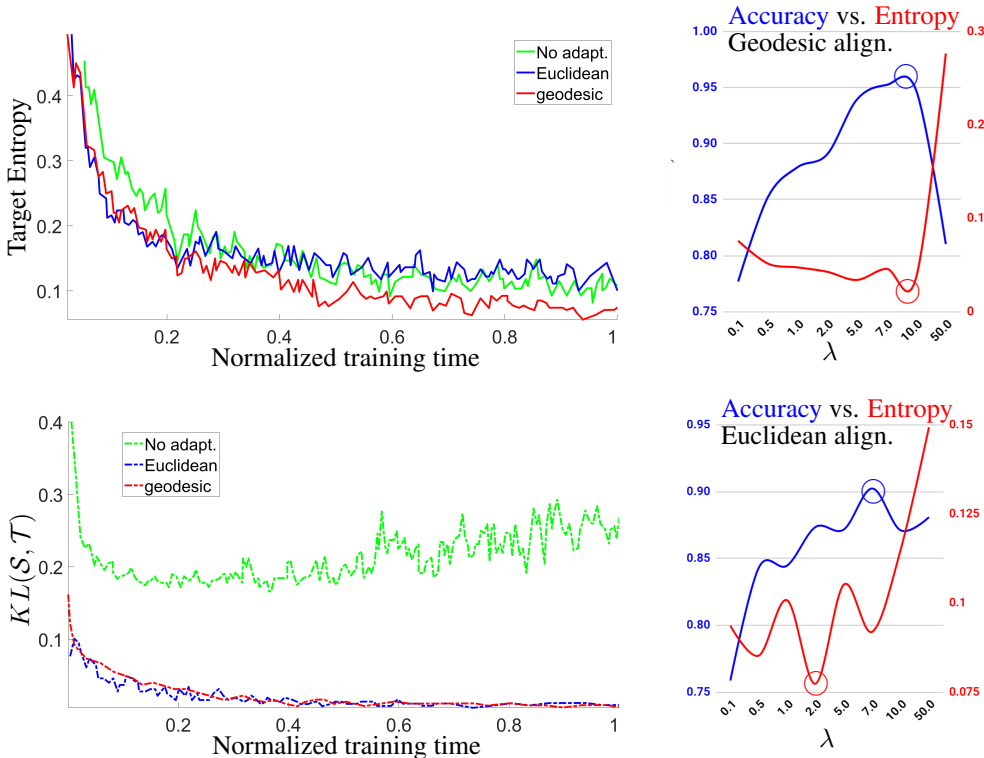 Target Entropy
0.4
0.3
0.2
0.1
No adapt.
Euclidean
geodesic
0.2 0.4 0.6 0.8 1
Normalized training time
Accuracy vs. Entropy
Geodesic align.
1.00
0.95
0.90
0.85
0.80
0.75
0.3
0.2
0.1
0
0.1 0.5 1.0 2.0 5.0 7.0 10.0 50.0
λ
KL(S, T)
0.4
0.3
0.2
0.1
No adapt.
Euclidean
geodesic
0.2 0.4 0.6 0.8 1
Normalized training time
Accuracy vs. Entropy
Euclidean align.
0.95
0.90
0.85
0.80
0.75
0.15
0.125
0.1
0.075
0.1 0.5 1.0 2.0 5.0 7.0 10.0 50.0
λ